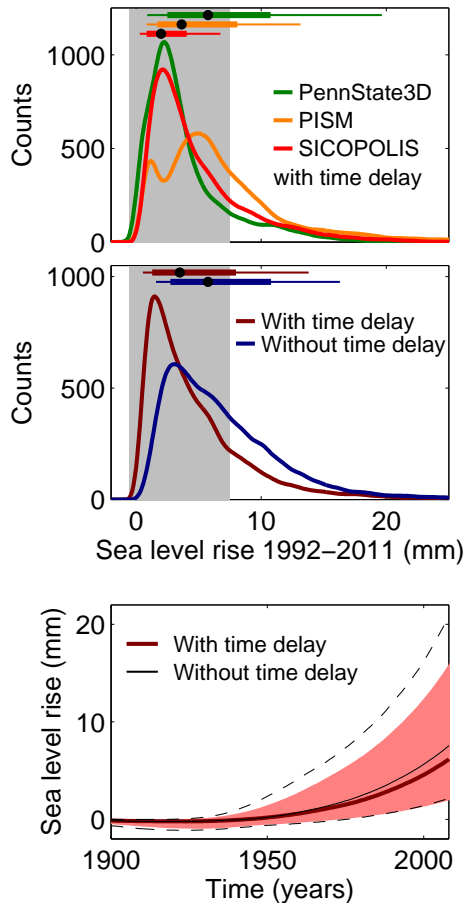 1000
500
0
Counts
PennState3D
PISM
SICOPOLIS
with time delay
1000
500
0
Counts
With time delay
Without time delay
0
10
20
Sea level rise 1992−2011 (mm)
20
10
0
Sea level rise (mm)
With time delay
Without time delay
1900
1950
2000
Time (years)